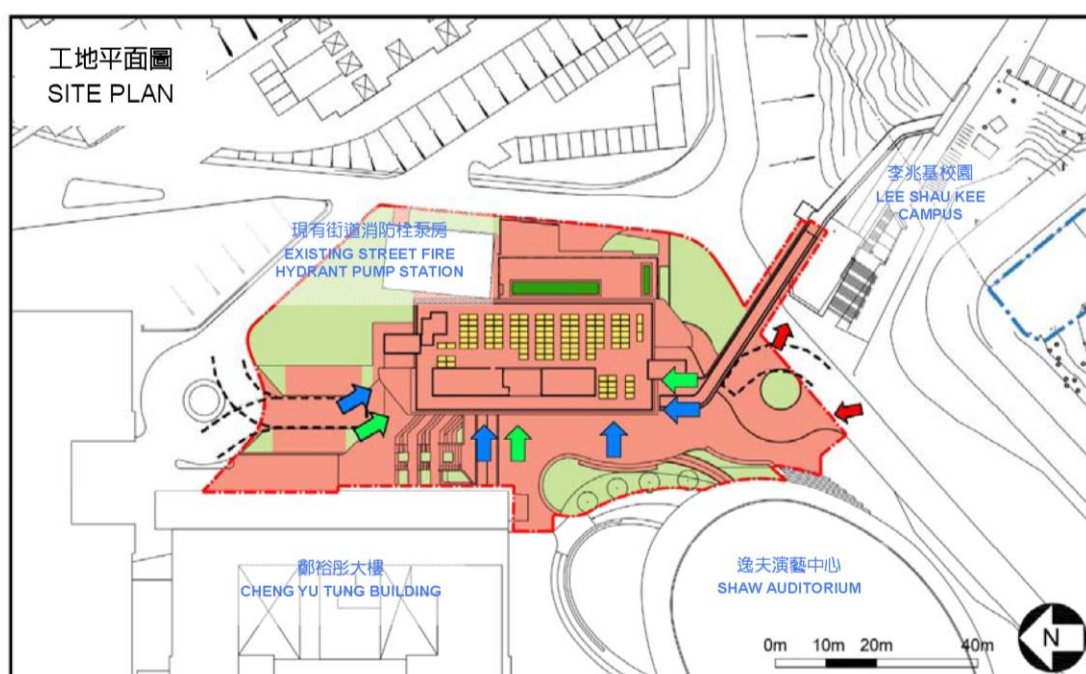 工地平面圖
SITE PLAN
李兆基校園
LEE SHAU KEE
CAMPUS
現有街道消防栓泵房
EXISTING STREET FIRE
HYDRANT PUMP STATION
鄭裕彤大樓
CHENG YU TUNG BUILDING
逸夫演藝中心
SHAW AUDITORIUM
0m 10m 20m 40m
N